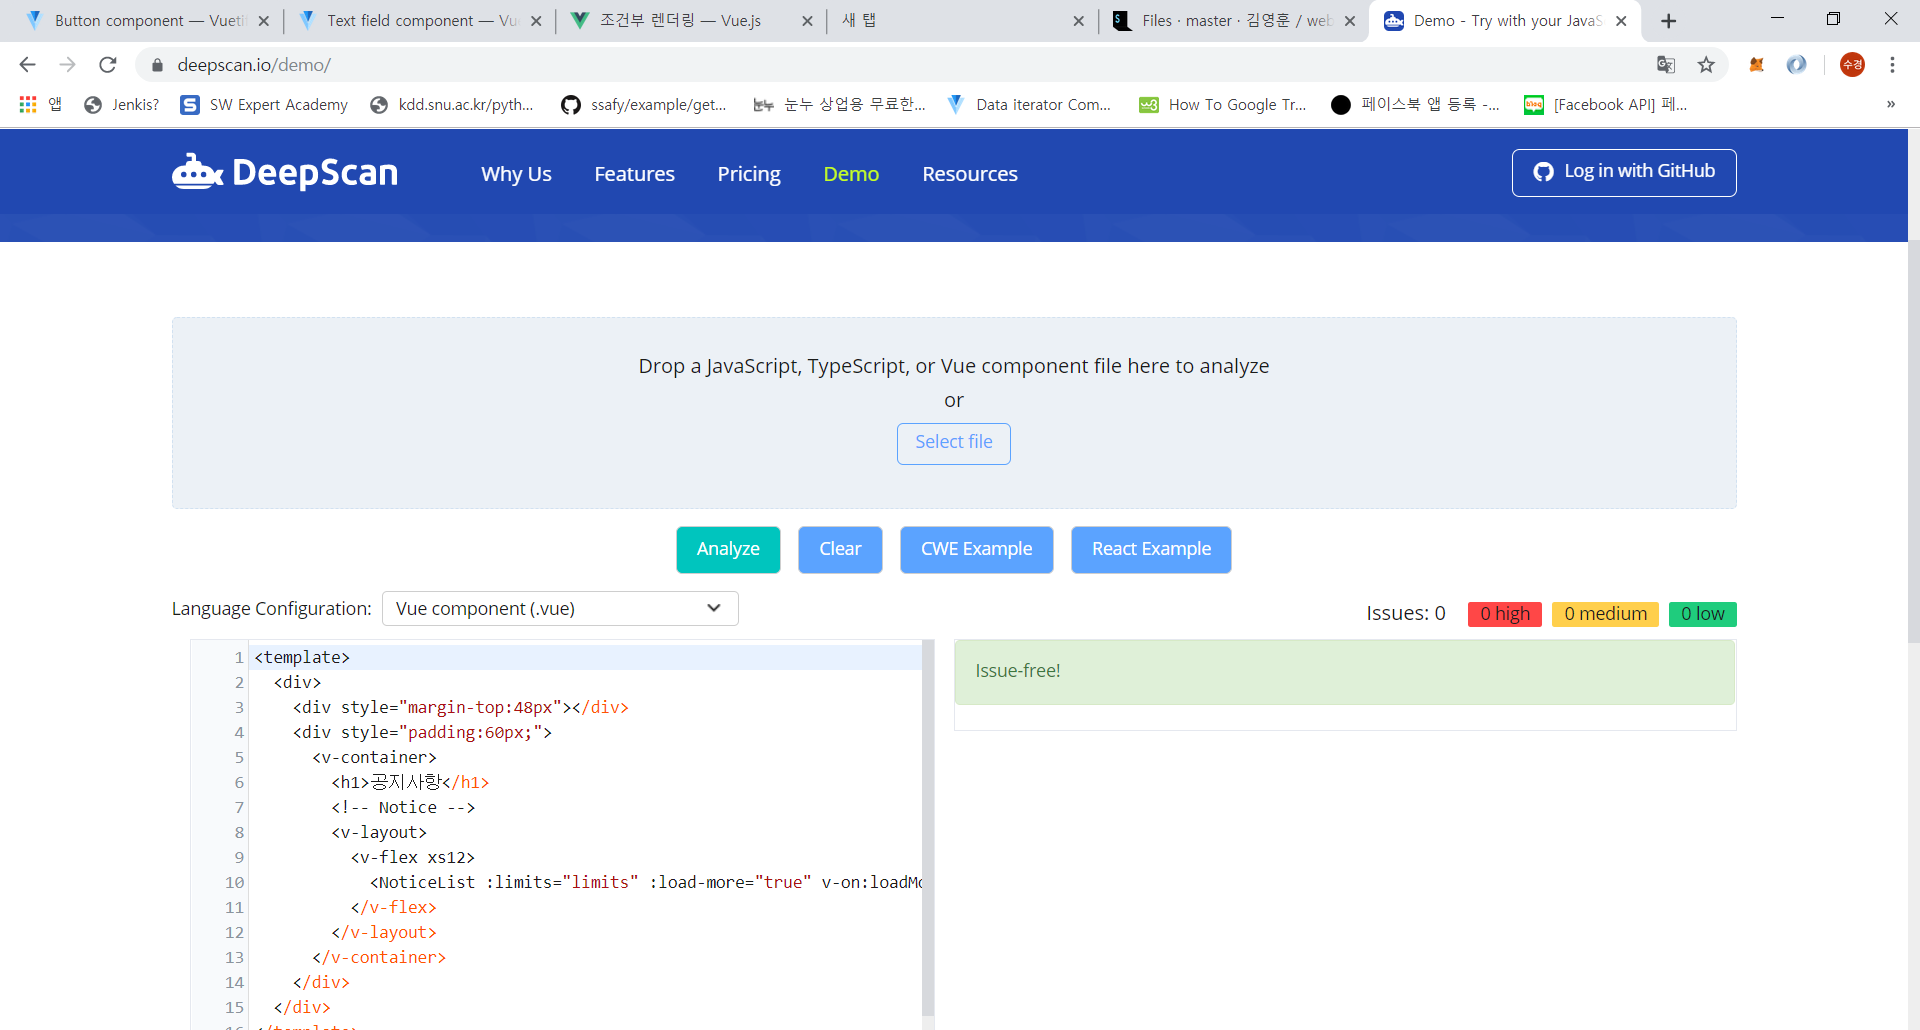 Button component — Vueti
Text field component — Vue
조건부 렌더링 — Vue.js
새 탭
Files · master · 김영훈 / web
Demo - Try with your JavaS
deepscan.io/demo/
수경
앱
Jenkis?
SW Expert Academy
kdd.snu.ac.kr/pyth...
ssafy/example/get...
눈누 상업용 무료한...
Data iterator Com...
How To Google Tr...
페이스북 앱 등록 -...
[Facebook API] 페...
»
DeepScan
Why Us
Features
Pricing
Demo
Resources
Log in with GitHub
Drop a JavaScript, TypeScript, or Vue component file here to analyze
or
Select file
Analyze
Clear
CWE Example
React Example
Language Configuration:
Vue component (.vue)
Issues: 0
0 high
0 medium
0 low
1 <template>
2 <div>
3 <div style="margin-top:48px"></div>
4 <div style="padding:60px;">
5 <v-container>
6 <h1>공지사항</h1>
7 <!-- Notice -->
8 <v-layout>
9 <v-flex xs12>
10 <NoticeList :limits="limits" :load-more="true" v-on:loadMo
11 </v-flex>
12 </v-layout>
13 </v-container>
14 </div>
15 </div>
16 </template>
Issue-free!